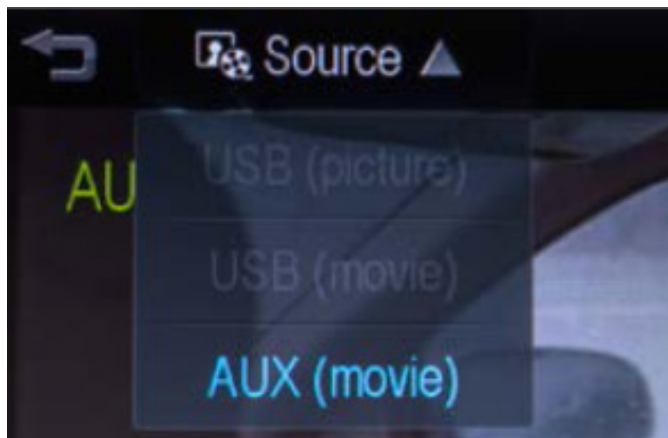 Source
AU
USB (picture)
USB (movie)
AUX (movie)